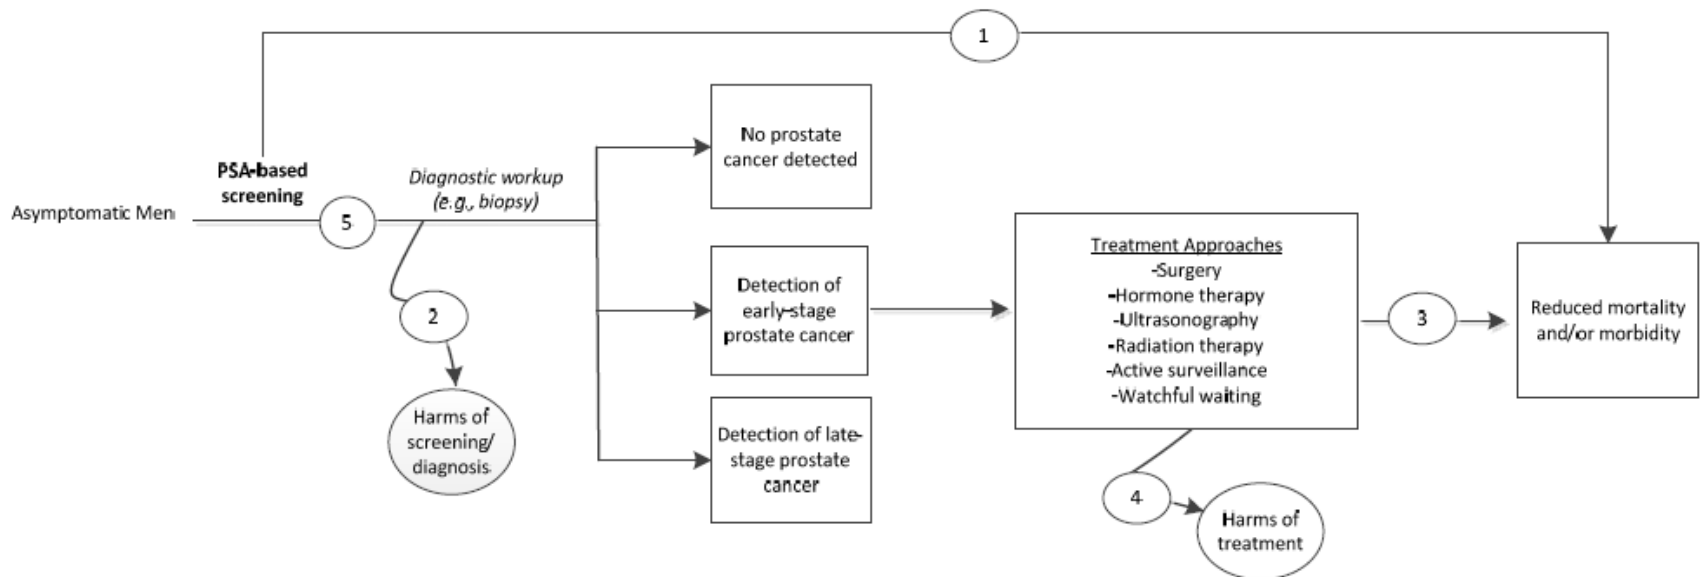 1
PSA-based
screening
Asymptomatic Men
5
Diagnostic workup
(e.g., biopsy)
2
Harms of
screening/
diagnosis
No prostate
cancer detected
Detection of
early-stage
prostate cancer
Detection of late-
stage prostate
cancer
Treatment Approaches
-Surgery
-Hormone therapy
-Ultrasonography
-Radiation therapy
-Active surveillance
-Watchful waiting
3
Reduced mortality
and/or morbidity
4
Harms of
treatment